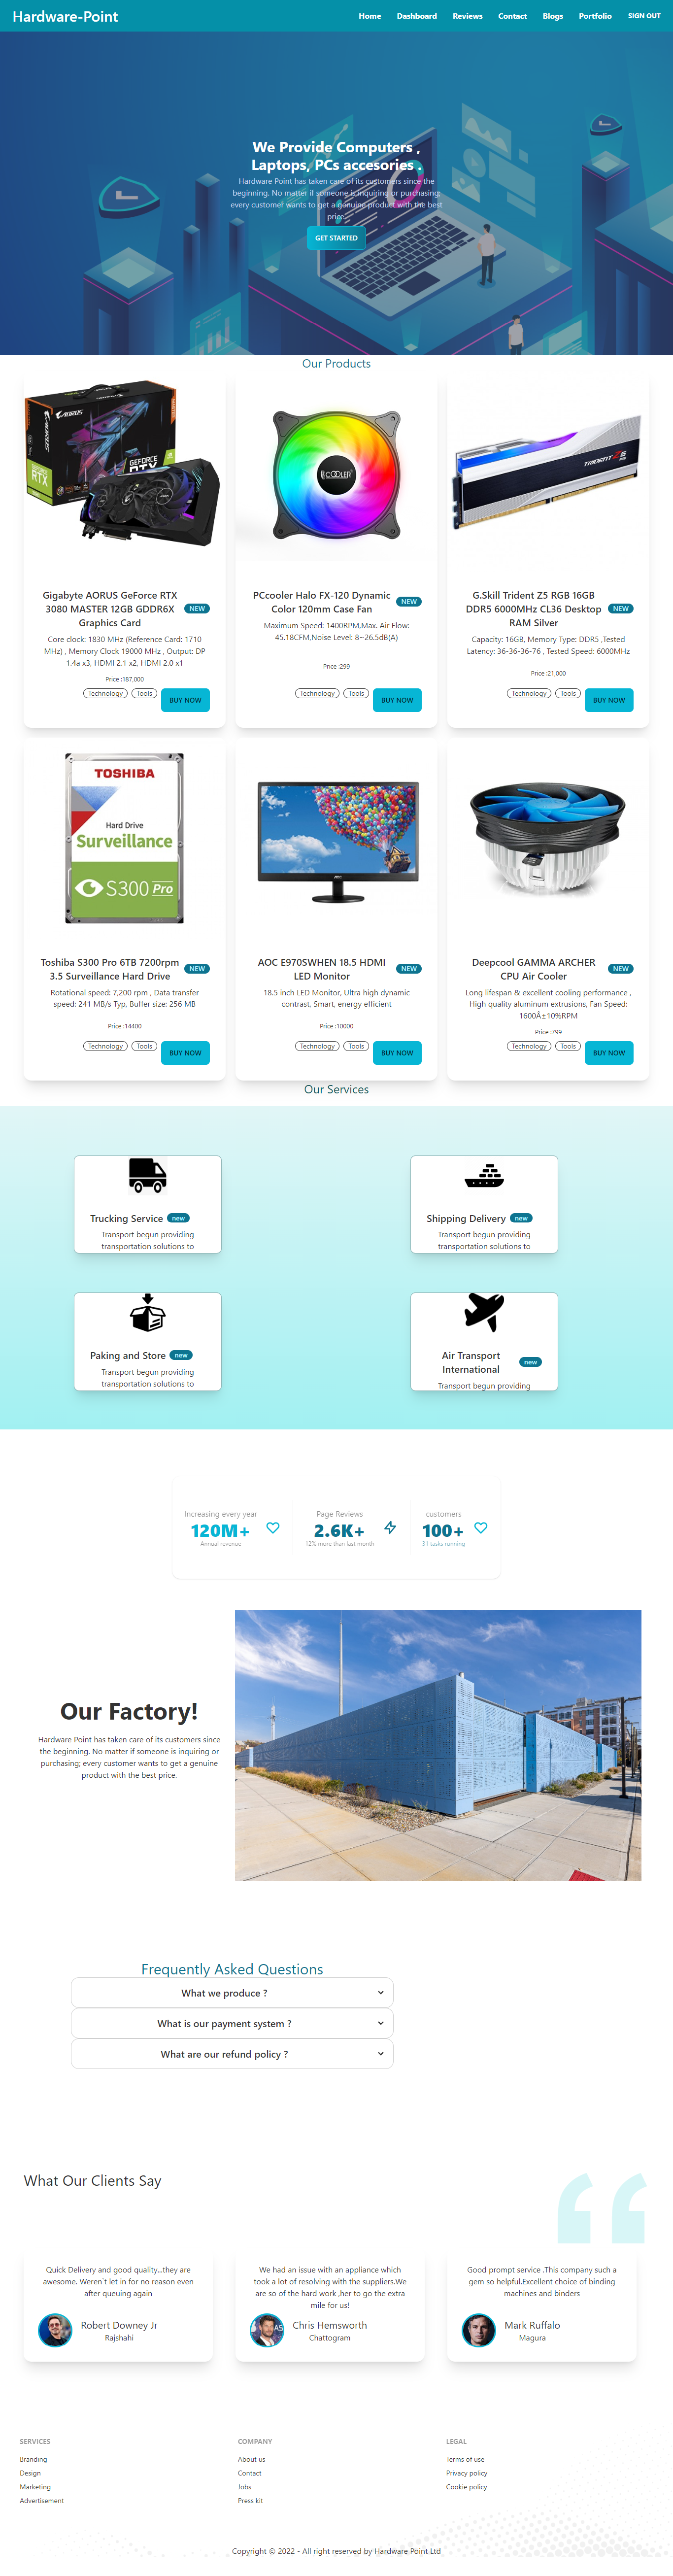 Hardware-Point
Home Dashboard Reviews Contact Blogs Portfolio SIGN OUT
We Provide Computers ,
Laptops, PCs accesories .
Hardware Point has taken care of its customers since the
beginning. No matter if someone is inquiring or purchasing;
every customer wants to get a genuine product with the best
price.
GET STARTED
Our Products
AORUS
GEFORCE RTX
GEFORCE
RTX
Gigabyte AORUS GeForce RTX
3080 MASTER 12GB GDDR6X
Graphics Card
NEW
Core clock: 1830 MHz (Reference Card: 1710
MHz) , Memory Clock 19000 MHz , Output: DP
1.4a x3, HDMI 2.1 x2, HDMI 2.0 x1
Price :187,000
Technology Tools BUY NOW
PCCOOLER
PCcooler Halo FX-120 Dynamic
Color 120mm Case Fan
NEW
Maximum Speed: 1400RPM,Max. Air Flow:
45.18CFM,Noise Level: 8~26.5dB(A)
Price :299
Technology Tools BUY NOW
TRIDENT Z5
G.Skill Trident Z5 RGB 16GB
DDR5 6000MHz CL36 Desktop
RAM Silver
NEW
Capacity: 16GB, Memory Type: DDR5 ,Tested
Latency: 36-36-36-76 , Tested Speed: 6000MHz
Price :21,000
Technology Tools BUY NOW
TOSHIBA
Hard Drive
Surveillance
S300 Pro
Toshiba S300 Pro 6TB 7200rpm
3.5 Surveillance Hard Drive
NEW
Rotational speed: 7,200 rpm , Data transfer
speed: 241 MB/s Typ, Buffer size: 256 MB
Price :14400
Technology Tools BUY NOW
AOC
AOC E970SWHEN 18.5 HDMI
LED Monitor
NEW
18.5 inch LED Monitor, Ultra high dynamic
contrast, Smart, energy efficient
Price :10000
Technology Tools BUY NOW
Deepcool GAMMA ARCHER
CPU Air Cooler
NEW
Long lifespan & excellent cooling performance ,
High quality aluminum extrusions, Fan Speed:
1600Â±10%RPM
Price :799
Technology Tools BUY NOW
Our Services
Trucking Service new
Transport begun providing
transportation solutions to
Shipping Delivery new
Transport begun providing
transportation solutions to
Paking and Store new
Transport begun providing
transportation solutions to
Air Transport
International
new
Transport begun providing
Increasing every year
120M+
Annual revenue
Page Reviews
2.6K+
12% more than last month
customers
100+
31 tasks running
Our Factory!
Hardware Point has taken care of its customers since
the beginning. No matter if someone is inquiring or
purchasing; every customer wants to get a genuine
product with the best price.
Frequently Asked Questions
What we produce ?
What is our payment system ?
What are our refund policy ?
What Our Clients Say
Quick Delivery and good quality...they are
awesome. Weren`t let in for no reason even
after queuing again
Robert Downey Jr
Rajshahi
We had an issue with an appliance which
took a lot of resolving with the suppliers.We
are so of the hard work ,her to go the extra
mile for us!
Chris Hemsworth
Chattogram
Good prompt service .This company such a
gem so helpful.Excellent choice of binding
machines and binders
Mark Ruffalo
Magura
SERVICES
Branding
Design
Marketing
Advertisement
COMPANY
About us
Contact
Jobs
Press kit
LEGAL
Terms of use
Privacy policy
Cookie policy
Copyright © 2022 - All right reserved by Hardware Point Ltd